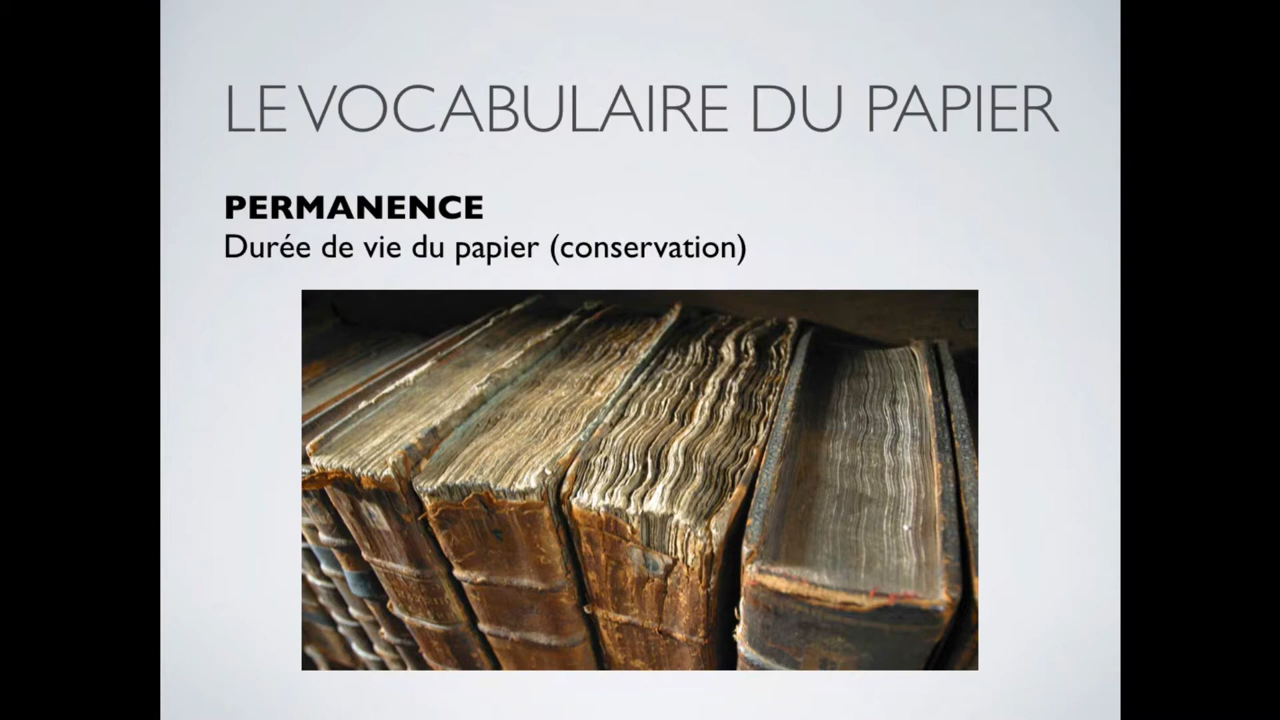 LE VOCABULAIRE DU PAPIER
PERMANENCE
Durée de vie du papier (conservation)